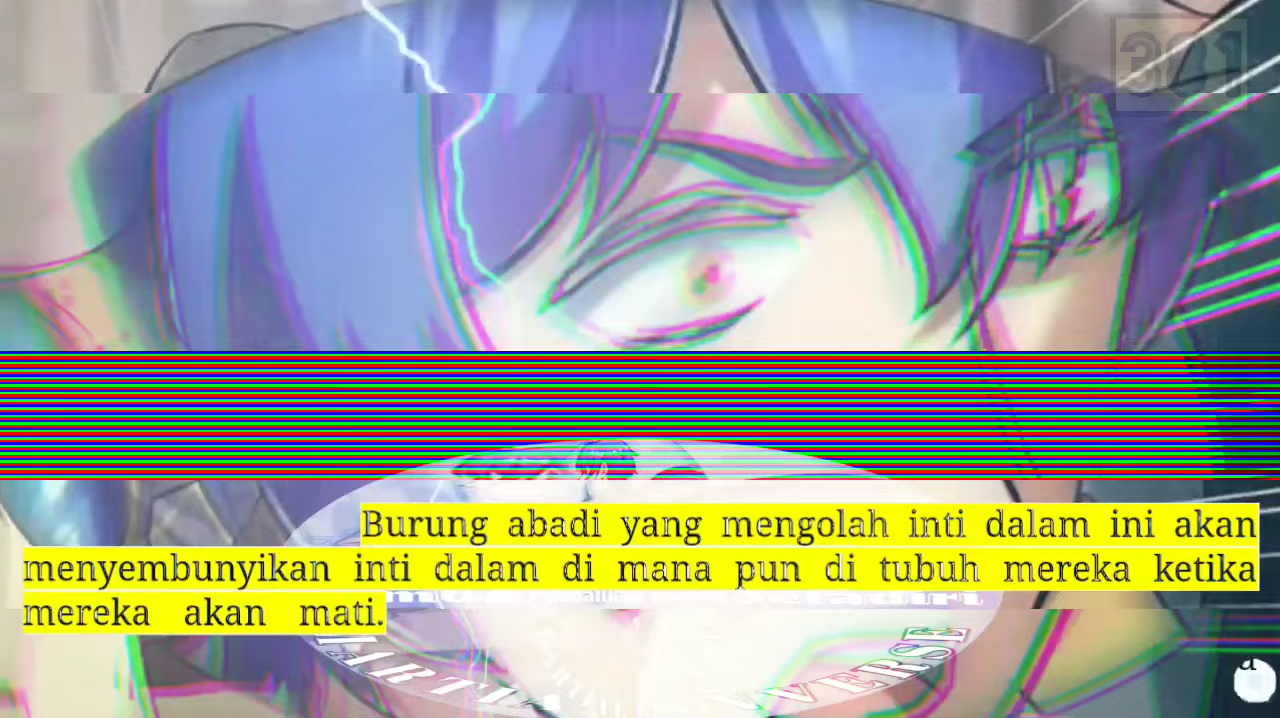 301
Burung abadi yang mengolah inti dalam ini akan
menyembunyikan inti dalam di mana pun di tubuh mereka ketika
mereka akan mati.